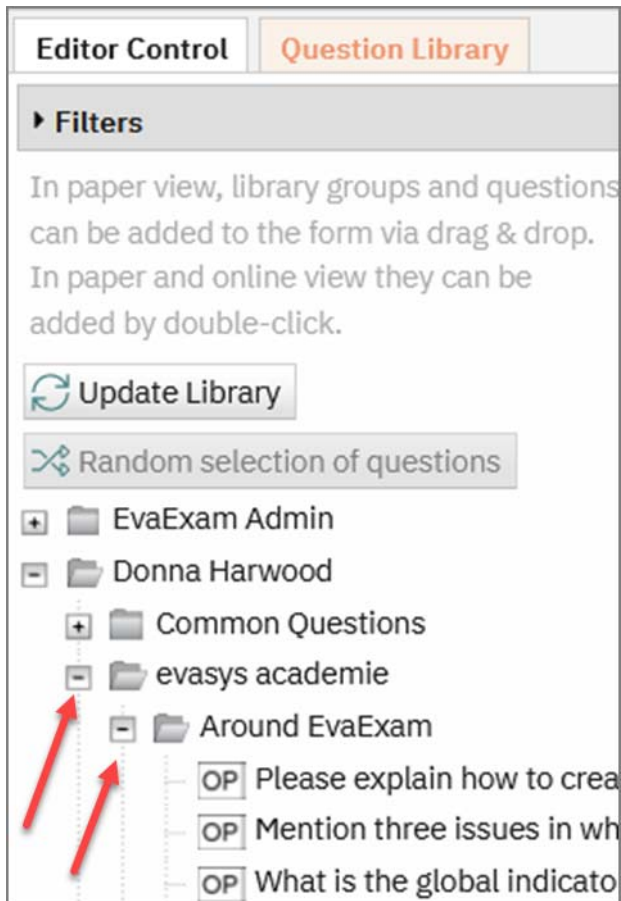 Editor Control
Question Library
Filters
In paper view, library groups and questions
can be added to the form via drag & drop.
In paper and online view they can be
added by double-click.
Update Library
Random selection of questions
EvaExam Admin
Donna Harwood
Common Questions
evasys academie
Around EvaExam
OP Please explain how to crea
OP Mention three issues in wh
OP What is the global indicato